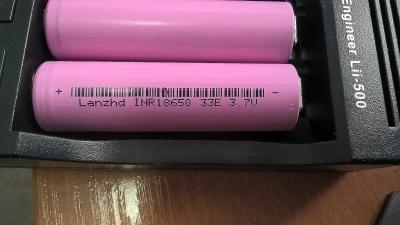 + -
Lanzhd INR18650 33E 3.7V
Engineer Lii-500